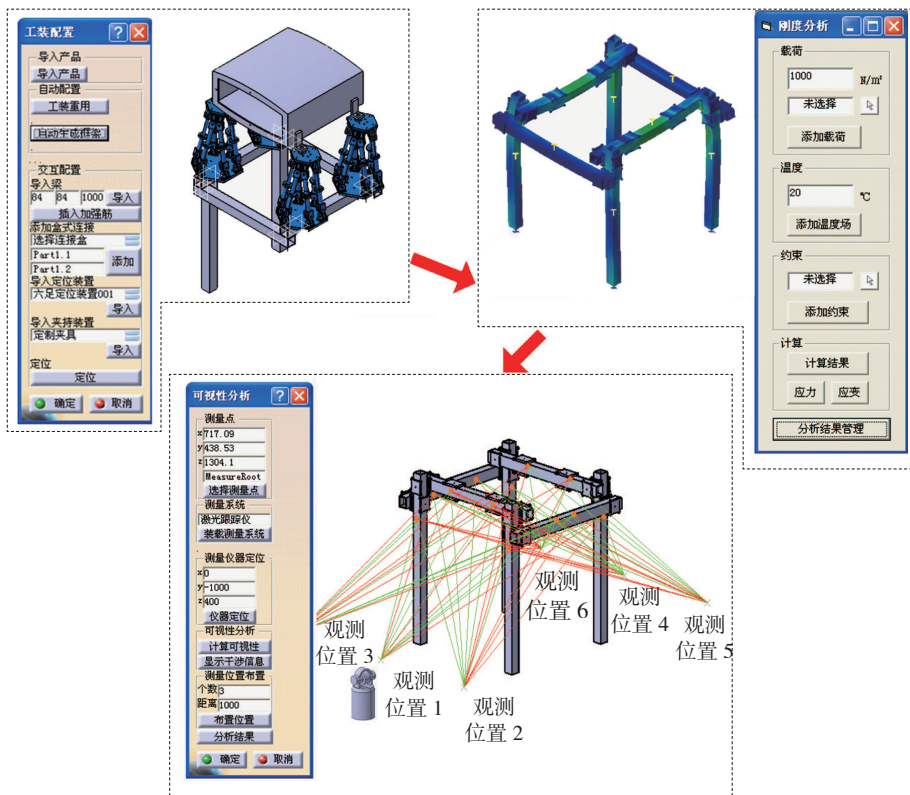 工装配置
导入产品
导入产品
自动配置
工装重用
自动生成框架
交互配置
导入梁
84 84 1000 导入
插入加强筋
添加盒式连接
选择连接盒
Part1.1
添加
Part1.2
导入定位装置
六足定位装置001
导入
导入夹持装置
定制夹具
导入
定位
定位
确定 取消
刚度分析
载荷
1000 N/m²
未选择
添加载荷
温度
20 ℃
添加温度场
约束
未选择
添加约束
计算
计算结果
应力 应变
分析结果管理
T T T T T T T
可视性分析
测量点
x 717.09
y 438.53
z 1304.1
MeasureRoot
选择测量点
测量系统
激光跟踪仪
装载测量系统
测量仪器定位
x 0
y -1000
z 400
仪器定位
可视性分析
计算可视性
显示干涉信息
测量位置布置
个数 3
距离 1000
布置位置
分析结果
确定 取消
观测
位置 3
观测
位置 1
观测
位置 2
观测
位置 6
观测
位置 4
观测
位置 5